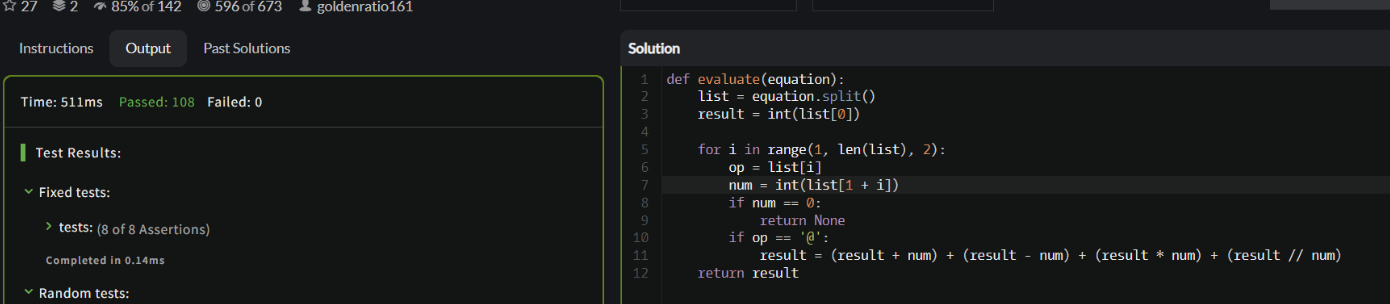 27 2 85% of 142 596 of 673 goldenratio161
Instructions Output Past Solutions
Time: 511ms Passed: 108 Failed: 0
Test Results:
Fixed tests:
tests: (8 of 8 Assertions)
Completed in 0.14ms
Random tests:
Solution
1 def evaluate(equation):
2     list = equation.split()
3     result = int(list[0])
4
5     for i in range(1, len(list), 2):
6         op = list[i]
7         num = int(list[1 + i])
8         if num == 0:
9             return None
10         if op == '@':
11             result = (result + num) + (result - num) + (result * num) + (result // num)
12     return result